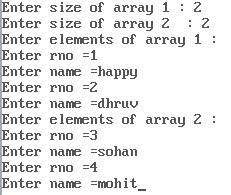 Enter size of array 1 : 2
Enter size of array 2  : 2
Enter elements of array 1 :
Enter rno =1
Enter name =happy
Enter rno =2
Enter name =dhruv
Enter elements of array 2 :
Enter rno =3
Enter name =sohan
Enter rno =4
Enter name =mohit_